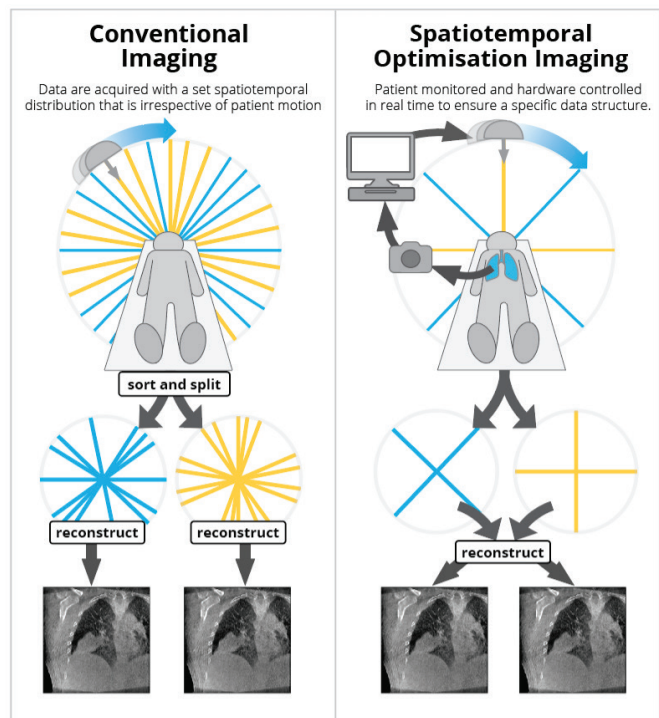 Conventional
Imaging
Data are acquired with a set spatiotemporal
distribution that is irrespective of patient motion
sort and split
reconstruct
reconstruct
Spatiotemporal
Optimisation Imaging
Patient monitored and hardware controlled
in real time to ensure a specific data structure.
reconstruct